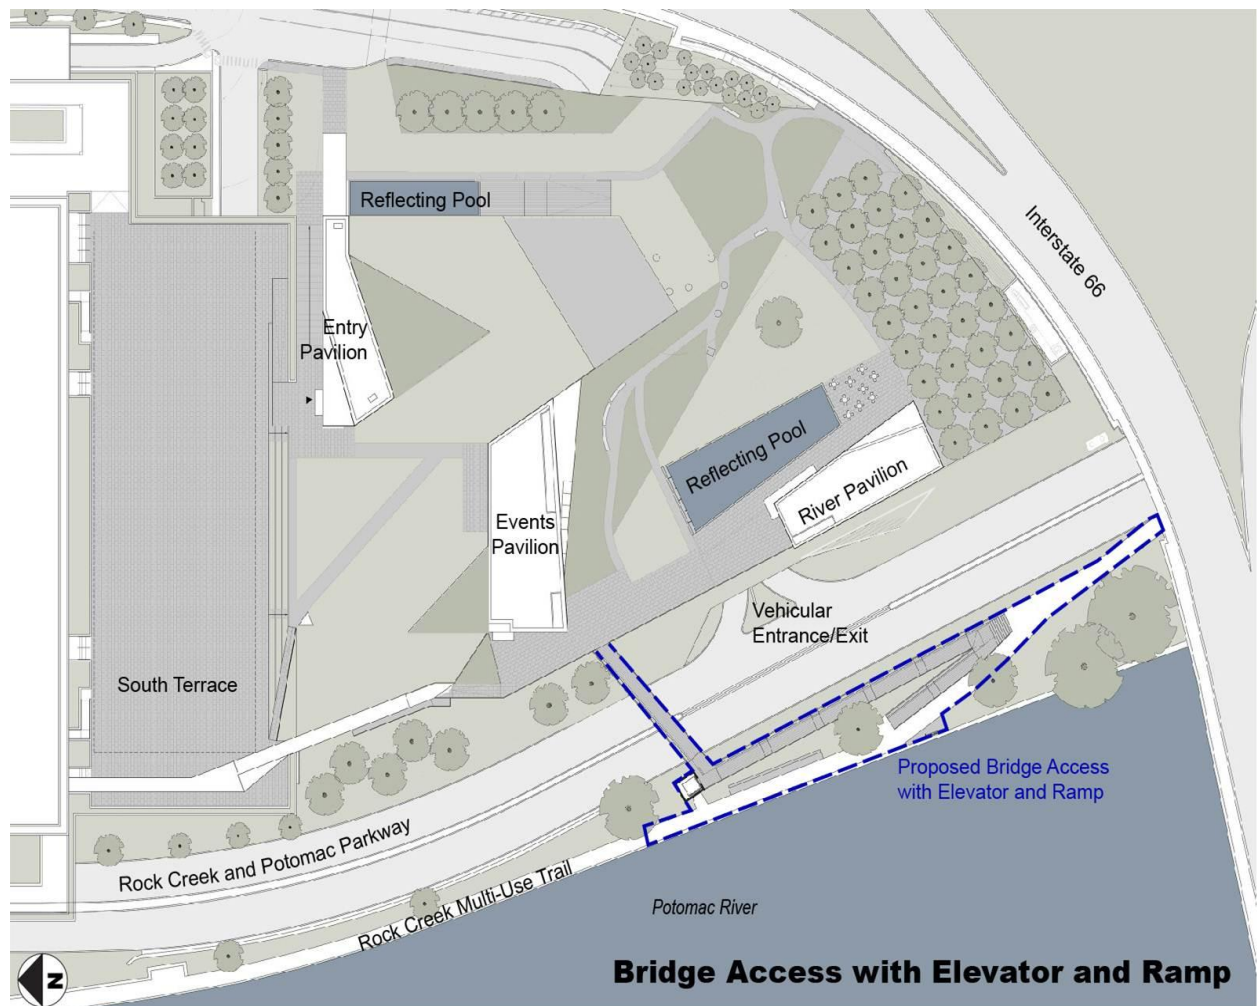 Reflecting Pool
Interstate 66
Entry
Pavilion
Reflecting Pool
River Pavilion
Events
Pavilion
Vehicular
Entrance/Exit
South Terrace
Proposed Bridge Access
with Elevator and Ramp
Rock Creek and Potomac Parkway
Rock Creek Multi-Use Trail
Potomac River
N
Bridge Access with Elevator and Ramp